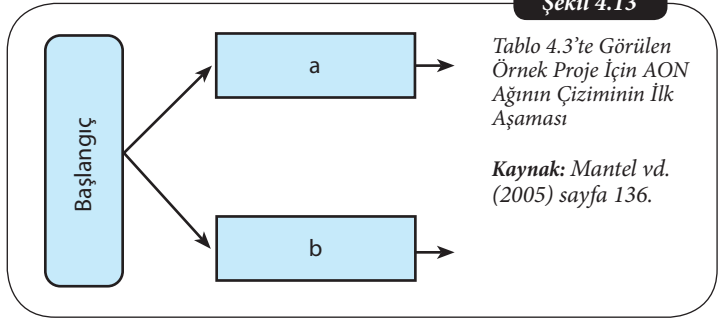 Şekil 4.13
Başlangıç
a
b
Tablo 4.3’te Görülen
Örnek Proje İçin AON
Ağının Çiziminin İlk
Aşaması
Kaynak: Mantel vd.
(2005) sayfa 136.